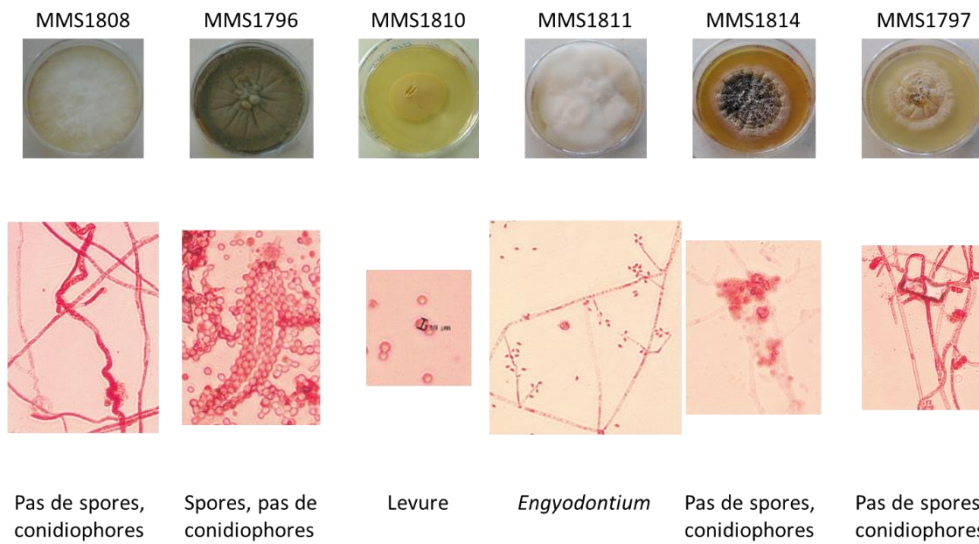 MMS1808 MMS1796 MMS1810 MMS1811 MMS1814 MMS1797
Pas de spores, Spores, pas de Levure Engyodontium Pas de spores, Pas de spores
conidiophores conidiophores conidiophores